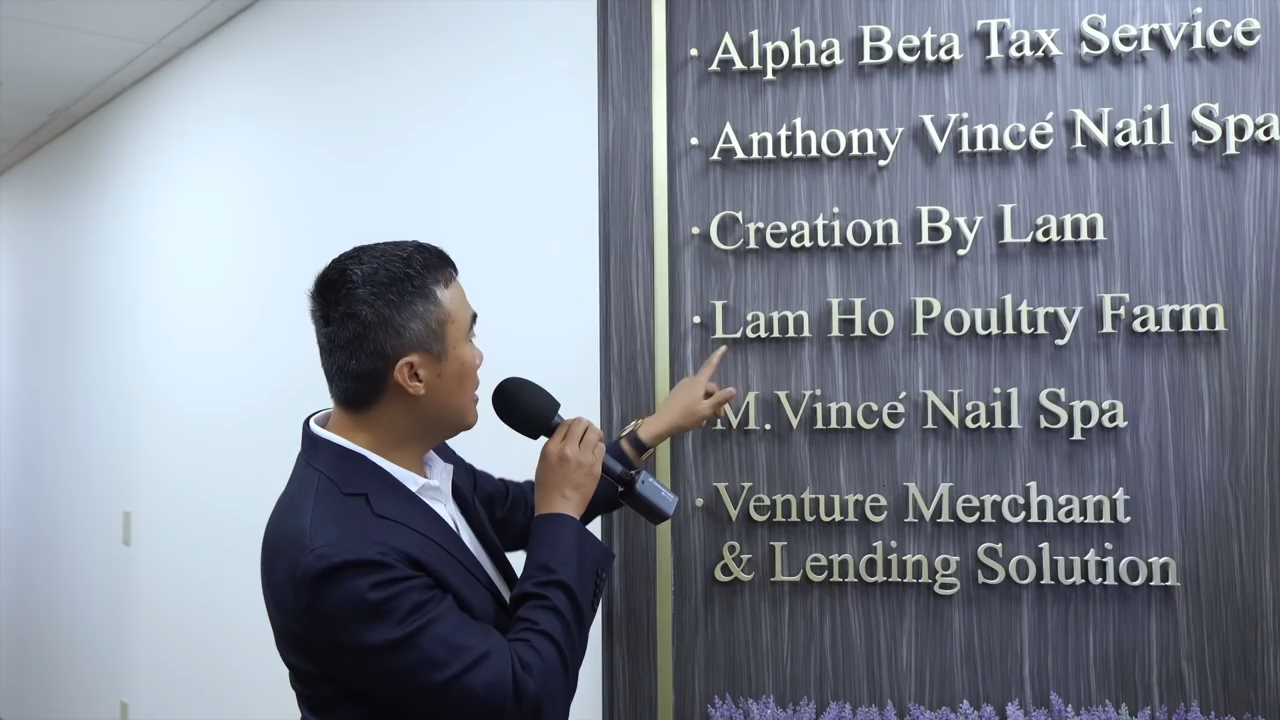 · Alpha Beta Tax Service
· Anthony Vincé Nail Spa
· Creation By Lam
· Lam Ho Poultry Farm
· M.Vincé Nail Spa
· Venture Merchant
& Lending Solution